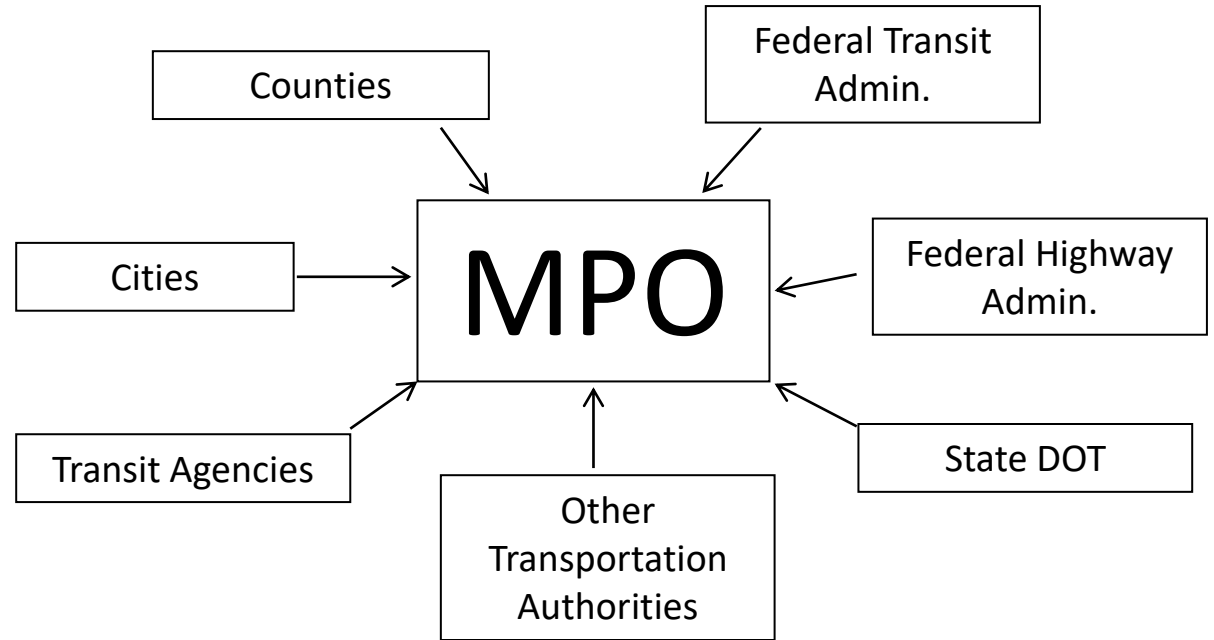 Federal Transit
Admin.
Counties
MPO
Cities
Federal Highway
Admin.
Transit Agencies
State DOT
Other
Transportation
Authorities